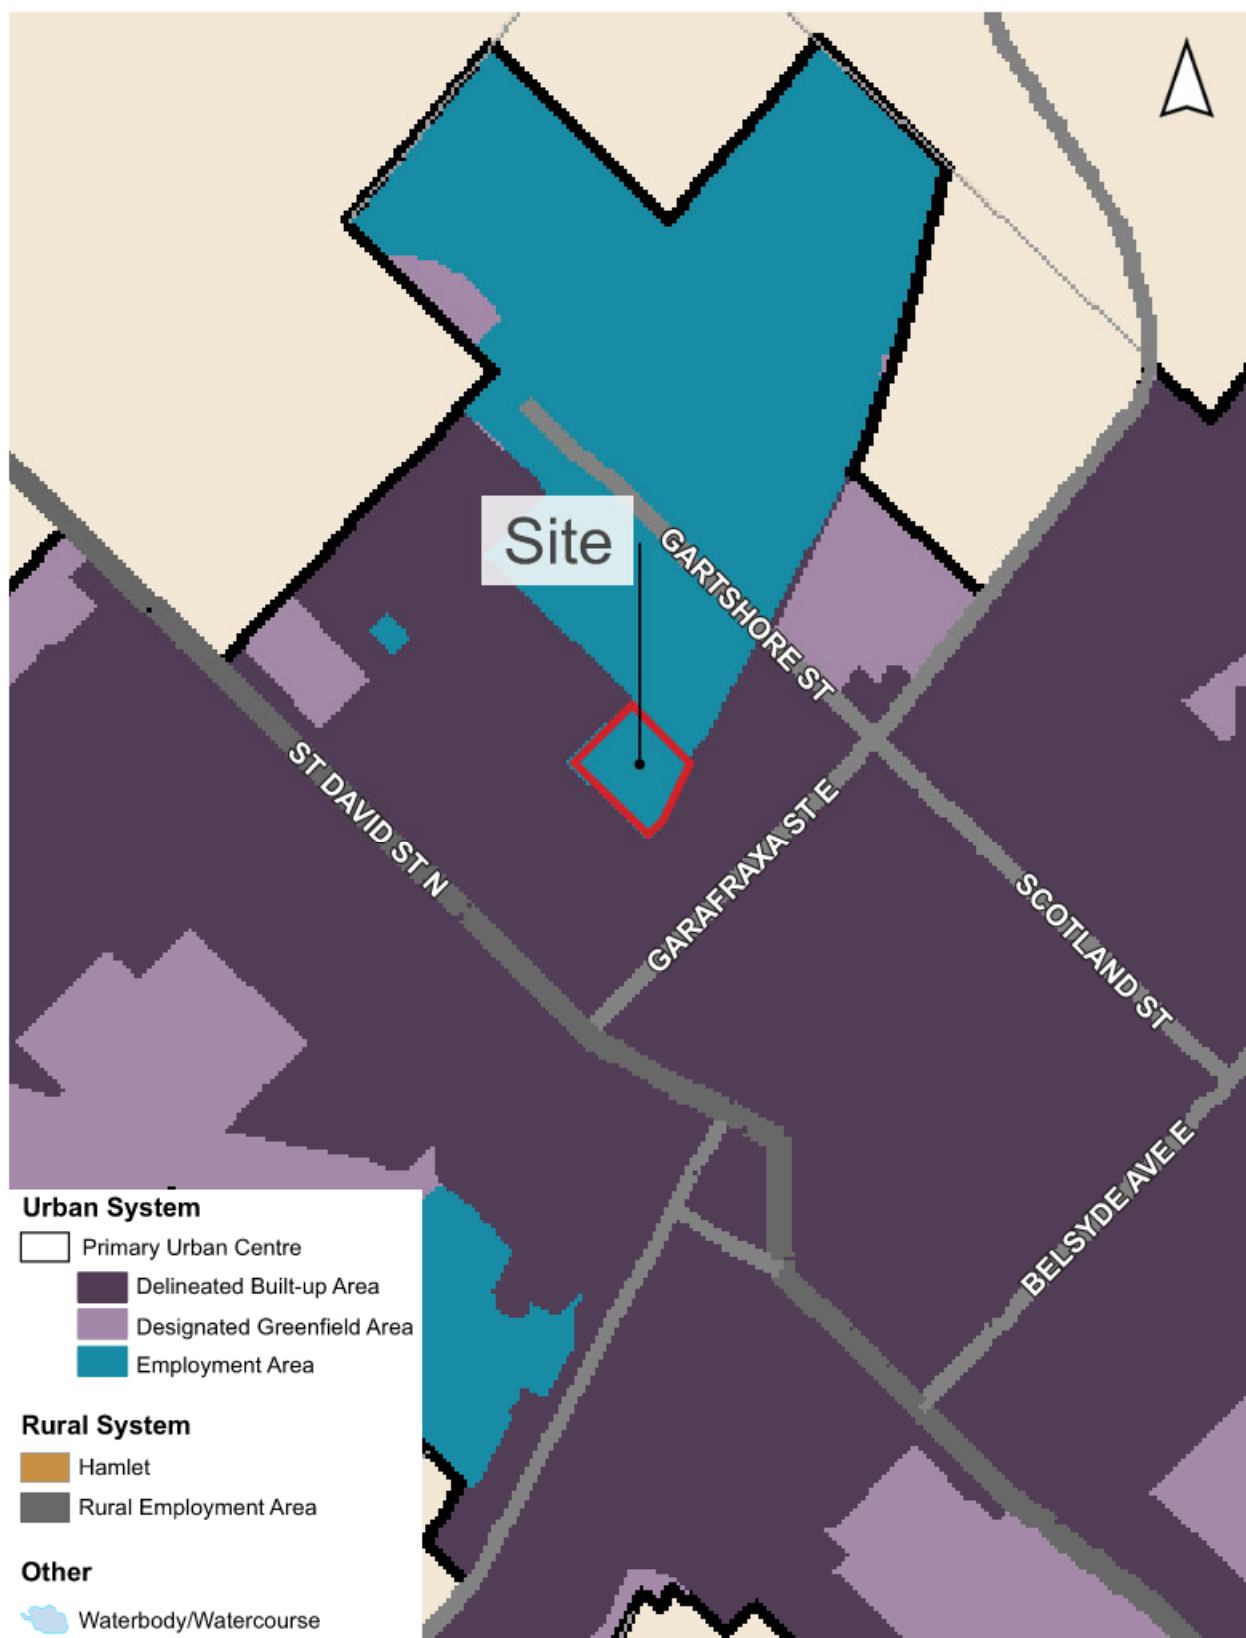 Site
GARTSHORE ST
ST DAVID ST N
GARAFRAXA ST E
SCOTLAND ST
BELSYDE AVE E
Urban System
Primary Urban Centre
Delineated Built-up Area
Designated Greenfield Area
Employment Area
Rural System
Hamlet
Rural Employment Area
Other
Waterbody/Watercourse